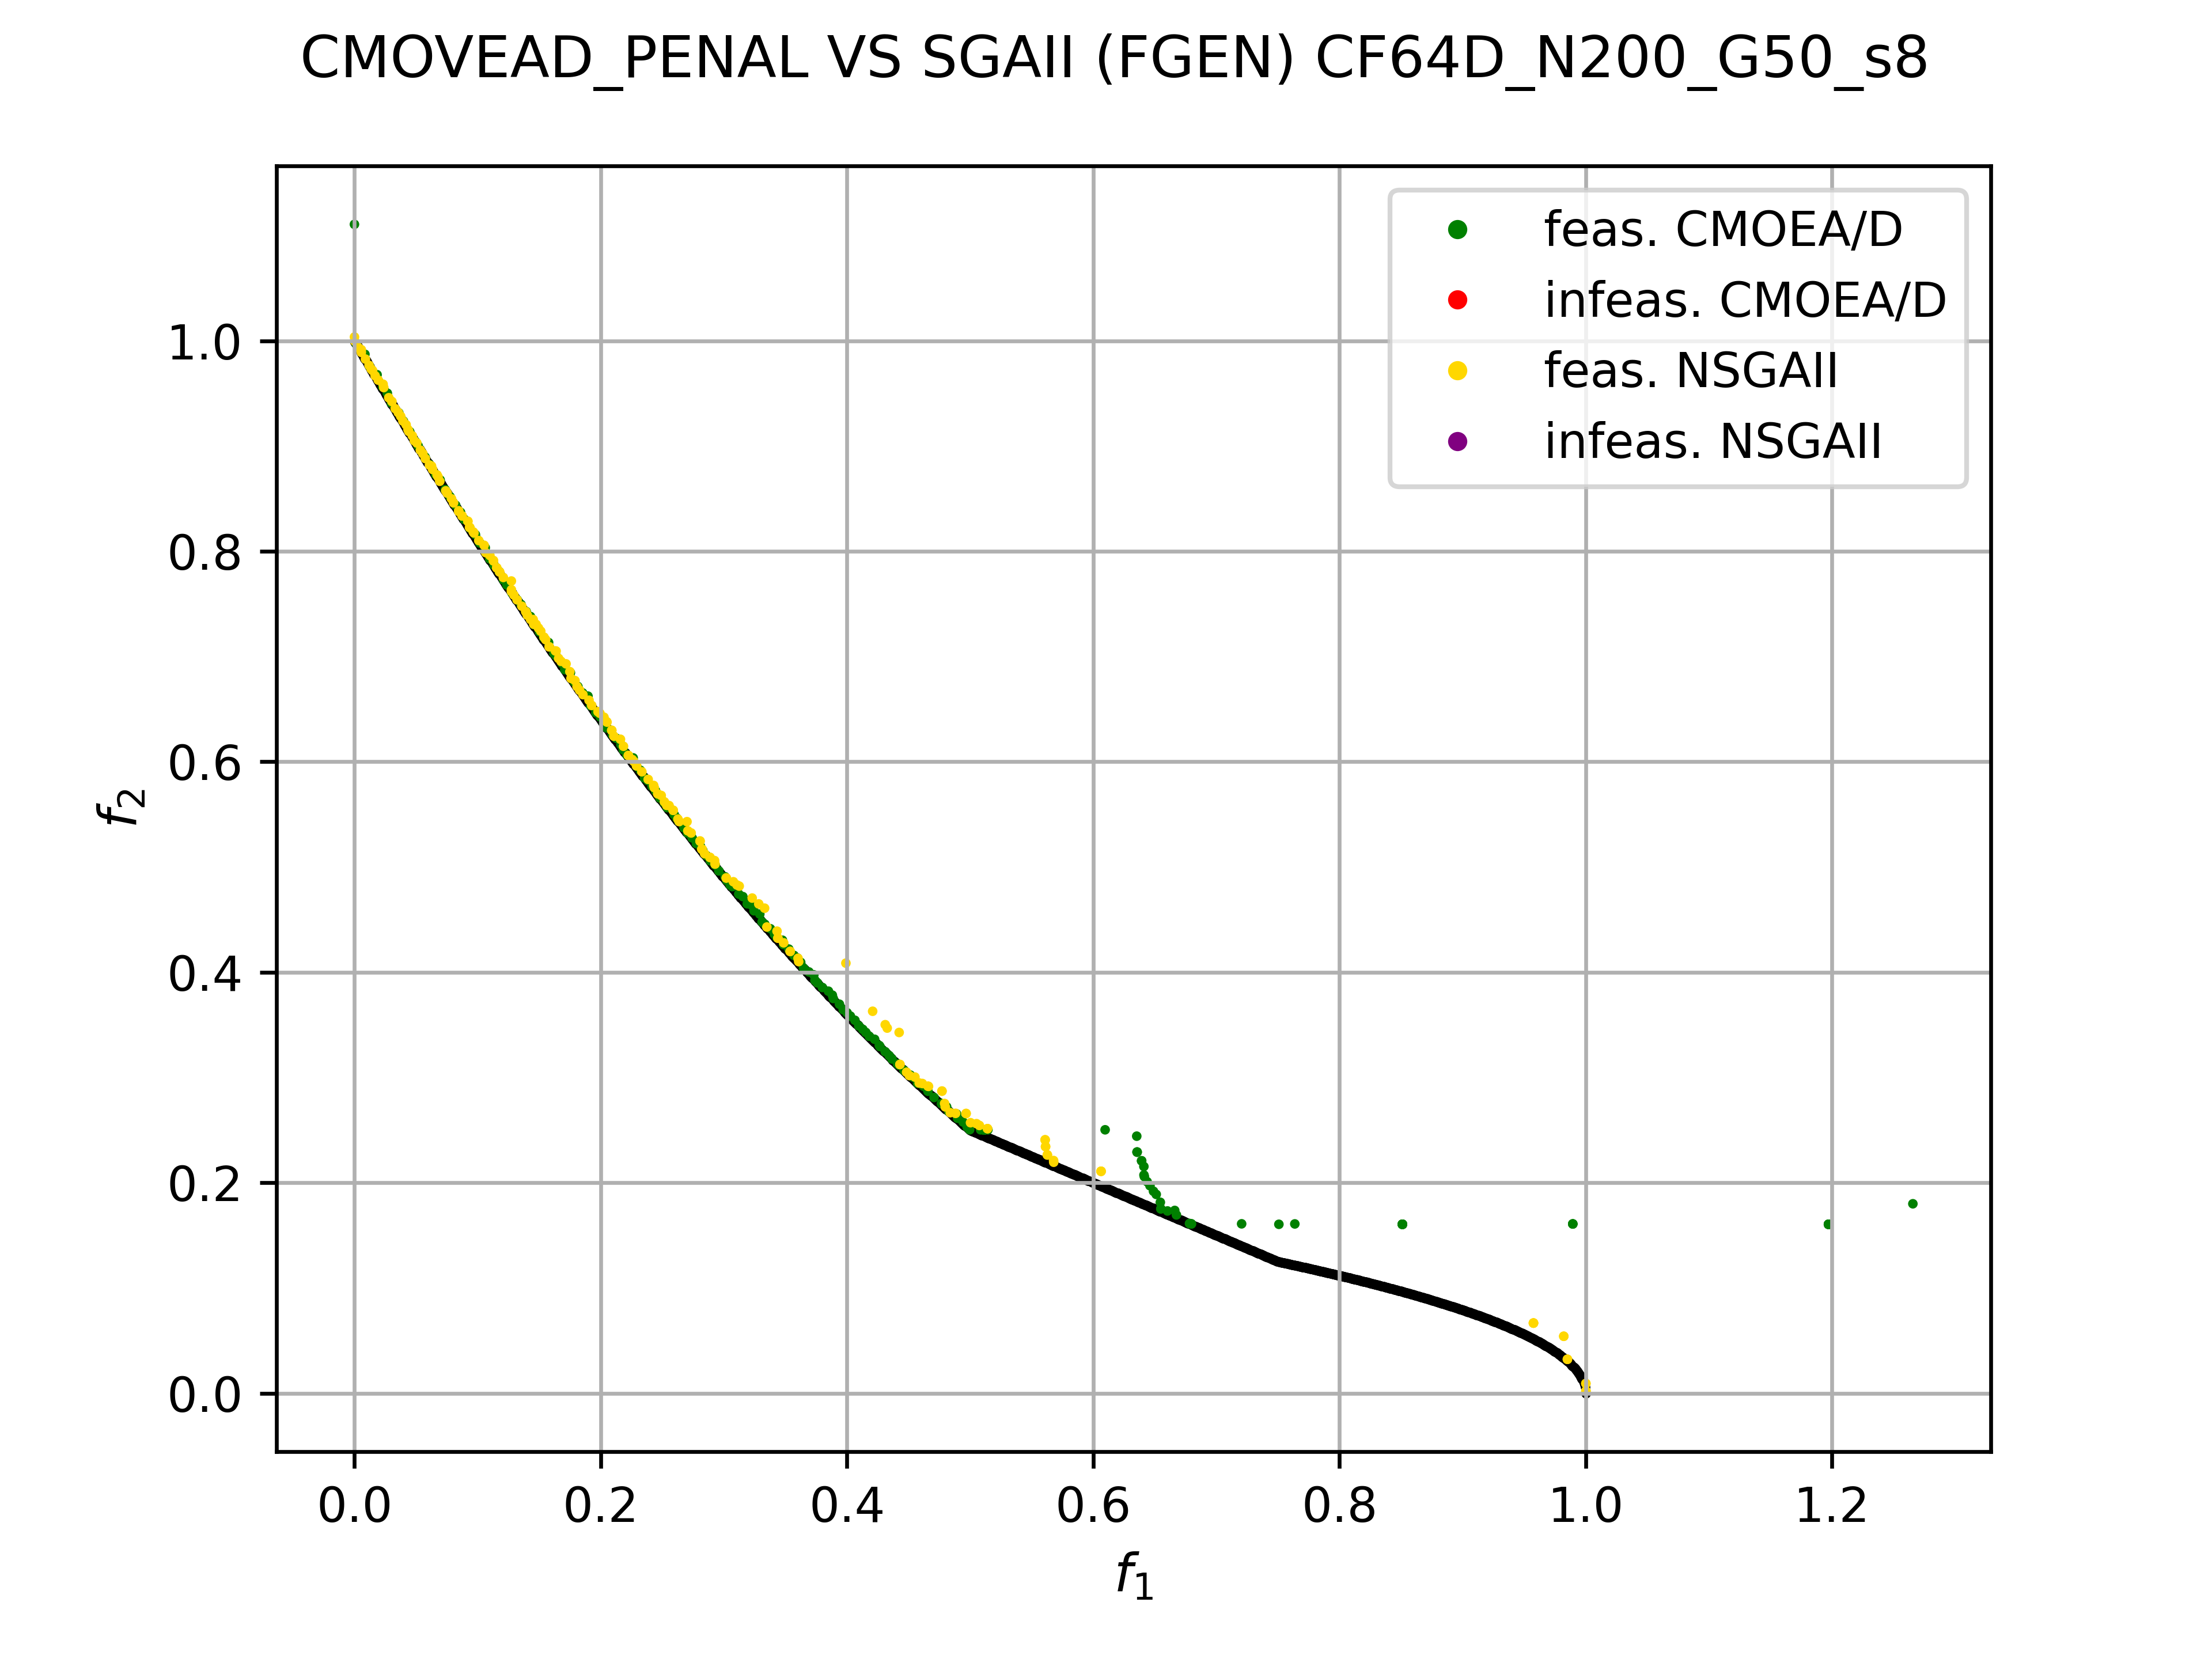 CMOVEAD_PENAL VS SGAII (FGEN) CF64D_N200_G50_s8
feas. CMOEA/D
infeas. CMOEA/D
feas. NSGAII
infeas. NSGAII
1.0
0.8
0.6
0.4
0.2
0.0
f2
0.0 0.2 0.4 0.6 0.8 1.0 1.2
f1